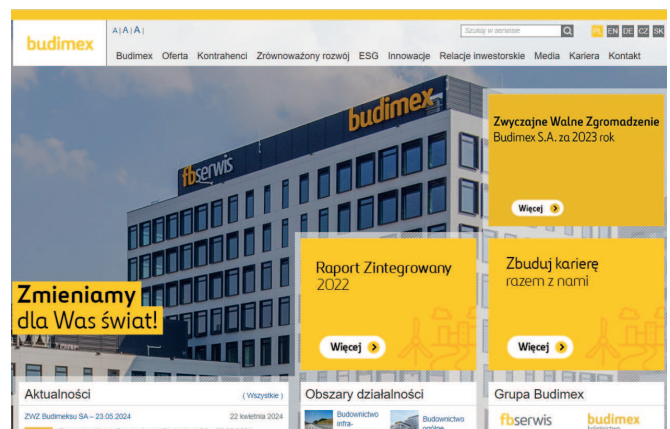 budimex
A | A | A |
Szukaj w serwisie
PL EN DE CZ SK
Budimex Oferta Kontrahenci Zrównoważony rozwój ESG Innowacje Relacje inwestorskie Media Kariera Kontakt
budimex
fbserwis
Zwyczajne Walne Zgromadzenie
Budimex S.A. za 2023 rok
Więcej
Raport Zintegrowany
2022
Więcej
Zbuduj karierę
razem z nami
Więcej
Zmieniamy
dla Was świat!
Aktualności
( Wszystkie )
ZWZ Budimeksu SA – 23.05.2024
22 kwietnia 2024
Obszary działalności
Budownictwo
infra-
Budownictwo
ogólne
Grupa Budimex
fbserwis
budimex